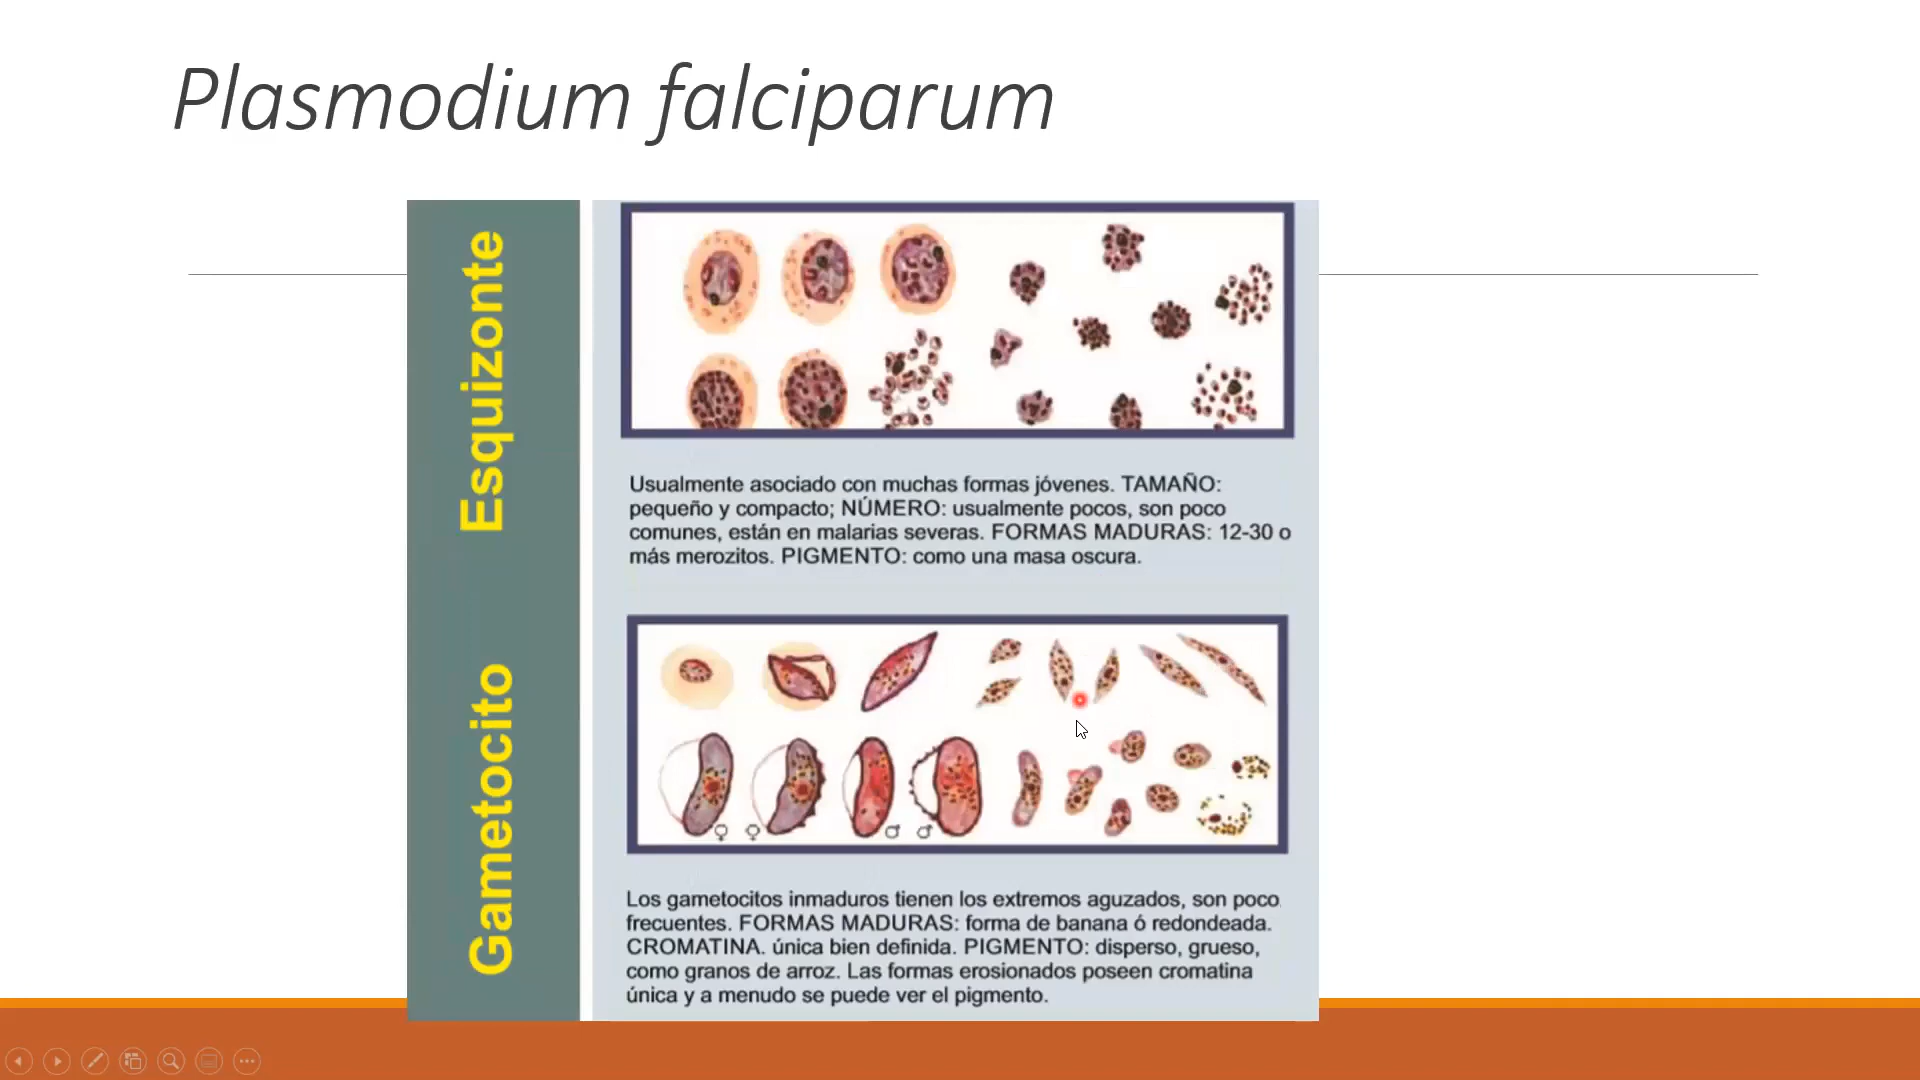 Plasmodium falciparum
Esquizonte
Usualmente asociado con muchas formas jóvenes. TAMAÑO:
pequeño y compacto; NÚMERO: usualmente pocos, son poco
comunes, están en malarias severas. FORMAS MADURAS: 12-30 o
más merozitos. PIGMENTO: como una masa oscura.
Gametocito
♀ ♀ ♂ ♂
Los gametocitos inmaduros tienen los extremos aguzados, son poco
frecuentes. FORMAS MADURAS: forma de banana ó redondeada.
CROMATINA. única bien definida. PIGMENTO: disperso, grueso,
como granos de arroz. Las formas erosionados poseen cromatina
única y a menudo se puede ver el pigmento.